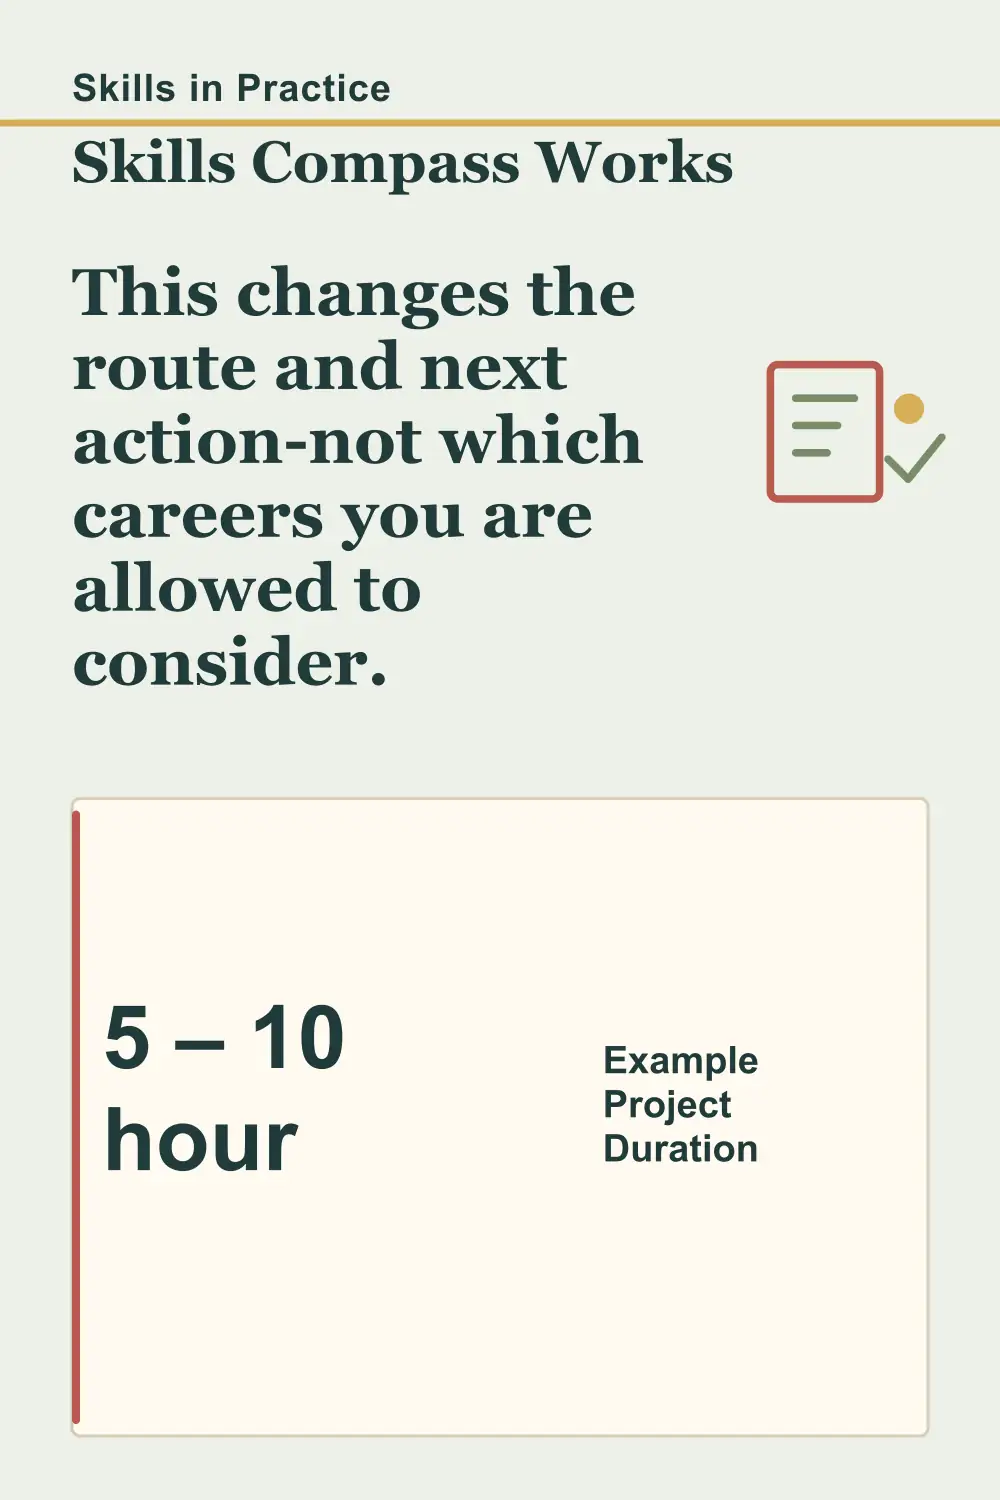 Skills in Practice
Skills Compass Works
This changes the
route and next
action-not which
careers you are
allowed to
consider.
5 – 10
hour
Example
Project
Duration